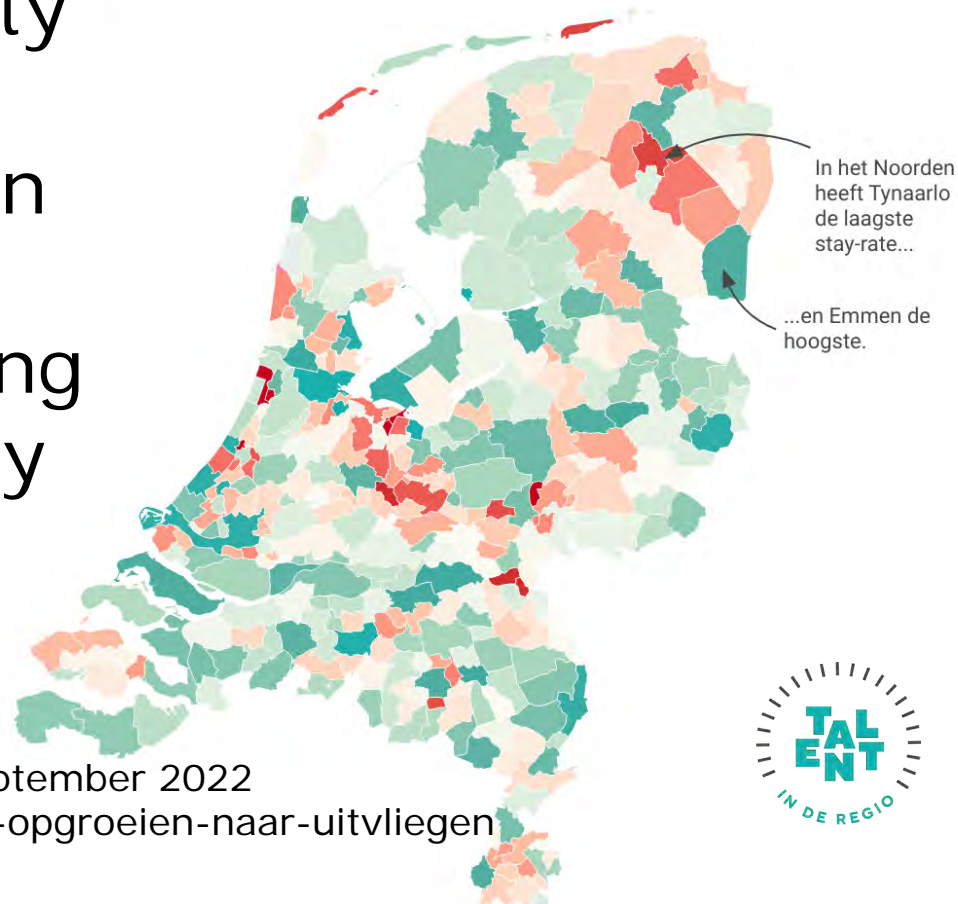 ty
n
ng
y
In het Noorden
heeft Tynaarlo
de laagste
stay-rate...
...en Emmen de
hoogste.
ptember 2022
-opgroeien-naar-uitvliegen
TAL
ENT
IN DE REGIO